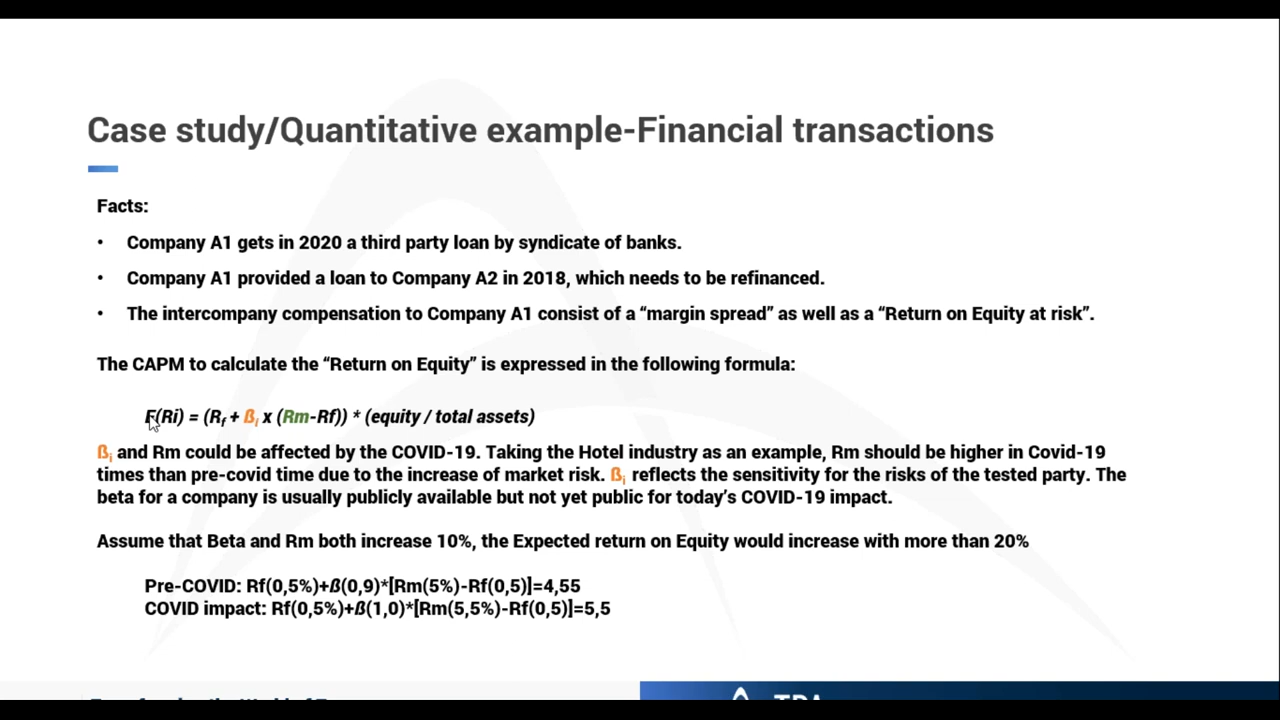 Case study/Quantitative example-Financial transactions
Facts:
• Company A1 gets in 2020 a third party loan by syndicate of banks.
• Company A1 provided a loan to Company A2 in 2018, which needs to be refinanced.
• The intercompany compensation to Company A1 consist of a “margin spread” as well as a “Return on Equity at risk”.
The CAPM to calculate the “Return on Equity” is expressed in the following formula:
F(Ri) = (Rf + ßi x (Rm-Rf)) * (equity / total assets)
ßi and Rm could be affected by the COVID-19. Taking the Hotel industry as an example, Rm should be higher in Covid-19
times than pre-covid time due to the increase of market risk. ßi reflects the sensitivity for the risks of the tested party. The
beta for a company is usually publicly available but not yet public for today’s COVID-19 impact.
Assume that Beta and Rm both increase 10%, the Expected return on Equity would increase with more than 20%
Pre-COVID: Rf(0,5%)+ß(0,9)*[Rm(5%)-Rf(0,5)]=4,55
COVID impact: Rf(0,5%)+ß(1,0)*[Rm(5,5%)-Rf(0,5)]=5,5